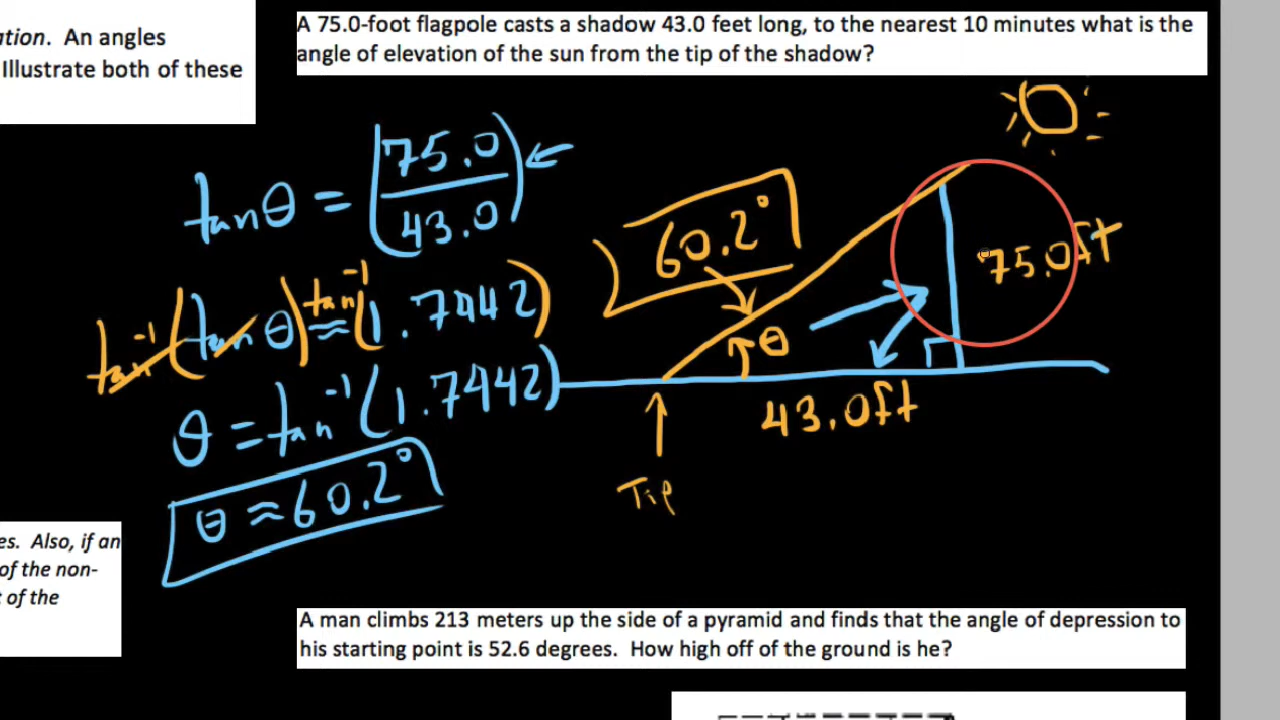 ation. An angles
Illustrate both of these
A 75.0-foot flagpole casts a shadow 43.0 feet long, to the nearest 10 minutes what is the
angle of elevation of the sun from the tip of the shadow?
tanθ = (75.0/43.0)
tan⁻¹(tanθ) ≈ tan⁻¹(1.7442)
θ = tan⁻¹(1.7442)
θ ≈ 60.2°
60.2°
75.0ft
θ
43.0ft
Tip
es. Also, if an
of the non-
of the
A man climbs 213 meters up the side of a pyramid and finds that the angle of depression to
his starting point is 52.6 degrees. How high off of the ground is he?